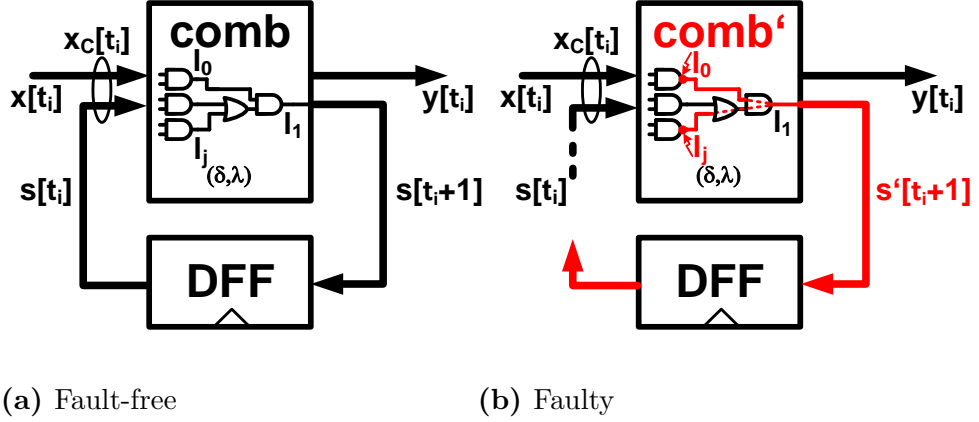 comb
x_C[t_i]
l_0
x[t_i]
y[t_i]
l_1
l_j
(δ,λ)
s[t_i]
s[t_i+1]
DFF
(a) Fault-free
comb‘
x_C[t_i]
l_0
x[t_i]
y[t_i]
l_1
l_j
(δ,λ)
s[t_i]
s‘[t_i+1]
DFF
(b) Faulty